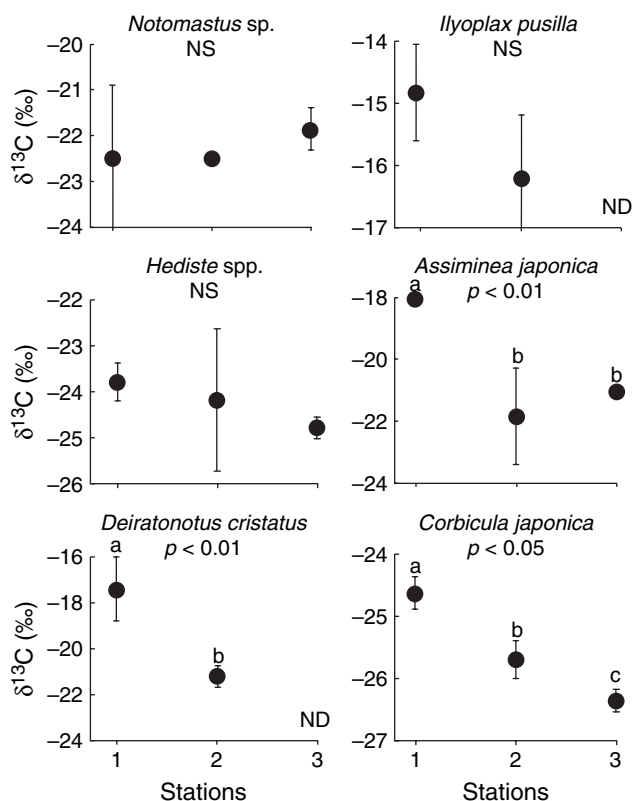 Notomastus sp.
NS
−20
−21
−22
−23
−24
δ13C (‰)
Ilyoplax pusilla
NS
−14
−15
−16
−17
ND
Hediste spp.
NS
−22
−23
−24
−25
−26
δ13C (‰)
Assiminea japonica
p < 0.01
−18
−20
−22
−24
a
b
b
Deiratonotus cristatus
p < 0.01
−16
−18
−20
−22
−24
δ13C (‰)
a
b
ND
1
2
3
Stations
Corbicula japonica
p < 0.05
−24
−25
−26
−27
a
b
c
1
2
3
Stations